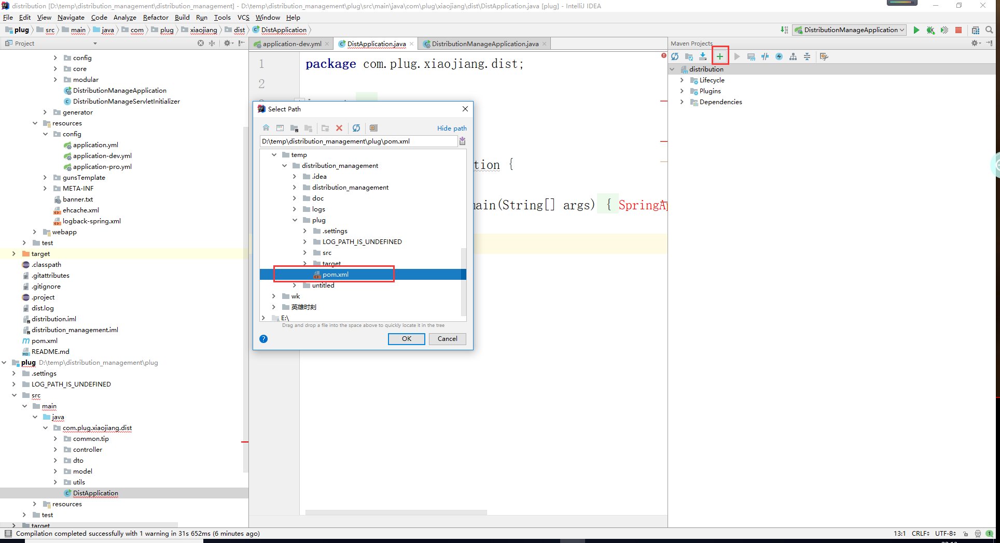 distribution [D:\temp\distribution_management\distribution_management] - D:\temp\distribution_management\plug\src\main\java\com\plug\xiaojiang\dist\DistApplication.java [plug] - IntelliJ IDEA
File Edit View Navigate Code Analyze Refactor Build Run Tools VCS Window Help
plug src main java com plug xiaojiang dist DistApplication
DistributionManageApplication
Project
application-dev.yml
DistApplication.java
DistributionManageApplication.java
Maven Projects
config
core
modular
DistributionManageApplication
DistributionManageServletInitializer
generator
resources
config
application.yml
application-dev.yml
application-pro.yml
gunsTemplate
META-INF
banner.txt
ehcache.xml
logback-spring.xml
webapp
test
target
.classpath
.gitattributes
.gitignore
.project
dist.log
distribution.iml
distribution_management.iml
pom.xml
README.md
plug D:\temp\distribution_management\plug
.settings
LOG_PATH_IS_UNDEFINED
src
main
java
com.plug.xiaojiang.dist
common.tip
controller
dto
model
utils
DistApplication
resources
test
target
1 package com.plug.xiaojiang.dist;
2
tion {
main(String[] args) { SpringAp
Select Path
Hide path
D:\temp\distribution_management\plug\pom.xml
temp
distribution_management
.idea
distribution_management
doc
logs
plug
.settings
LOG_PATH_IS_UNDEFINED
src
target
pom.xml
untitled
wk
英雄时刻
E:\
Drag and drop a file into the space above to quickly locate it in the tree
? OK Cancel
distribution
Lifecycle
Plugins
Dependencies
Compilation completed successfully with 1 warning in 31s 652ms (6 minutes ago)
13:1 CRLF UTF-8 1